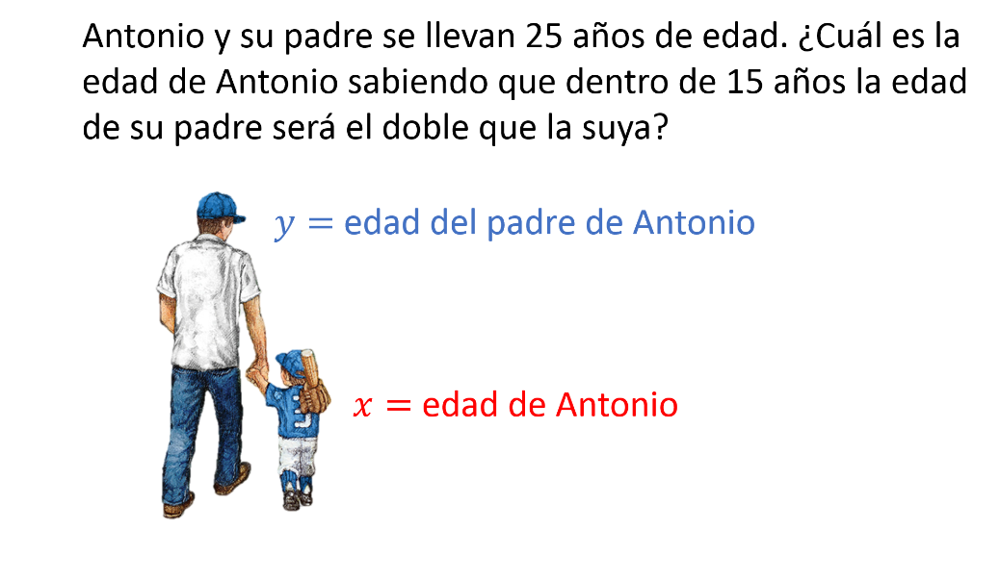 Antonio y su padre se llevan 25 años de edad. ¿Cuál es la
edad de Antonio sabiendo que dentro de 15 años la edad
de su padre será el doble que la suya?
y = edad del padre de Antonio
x = edad de Antonio